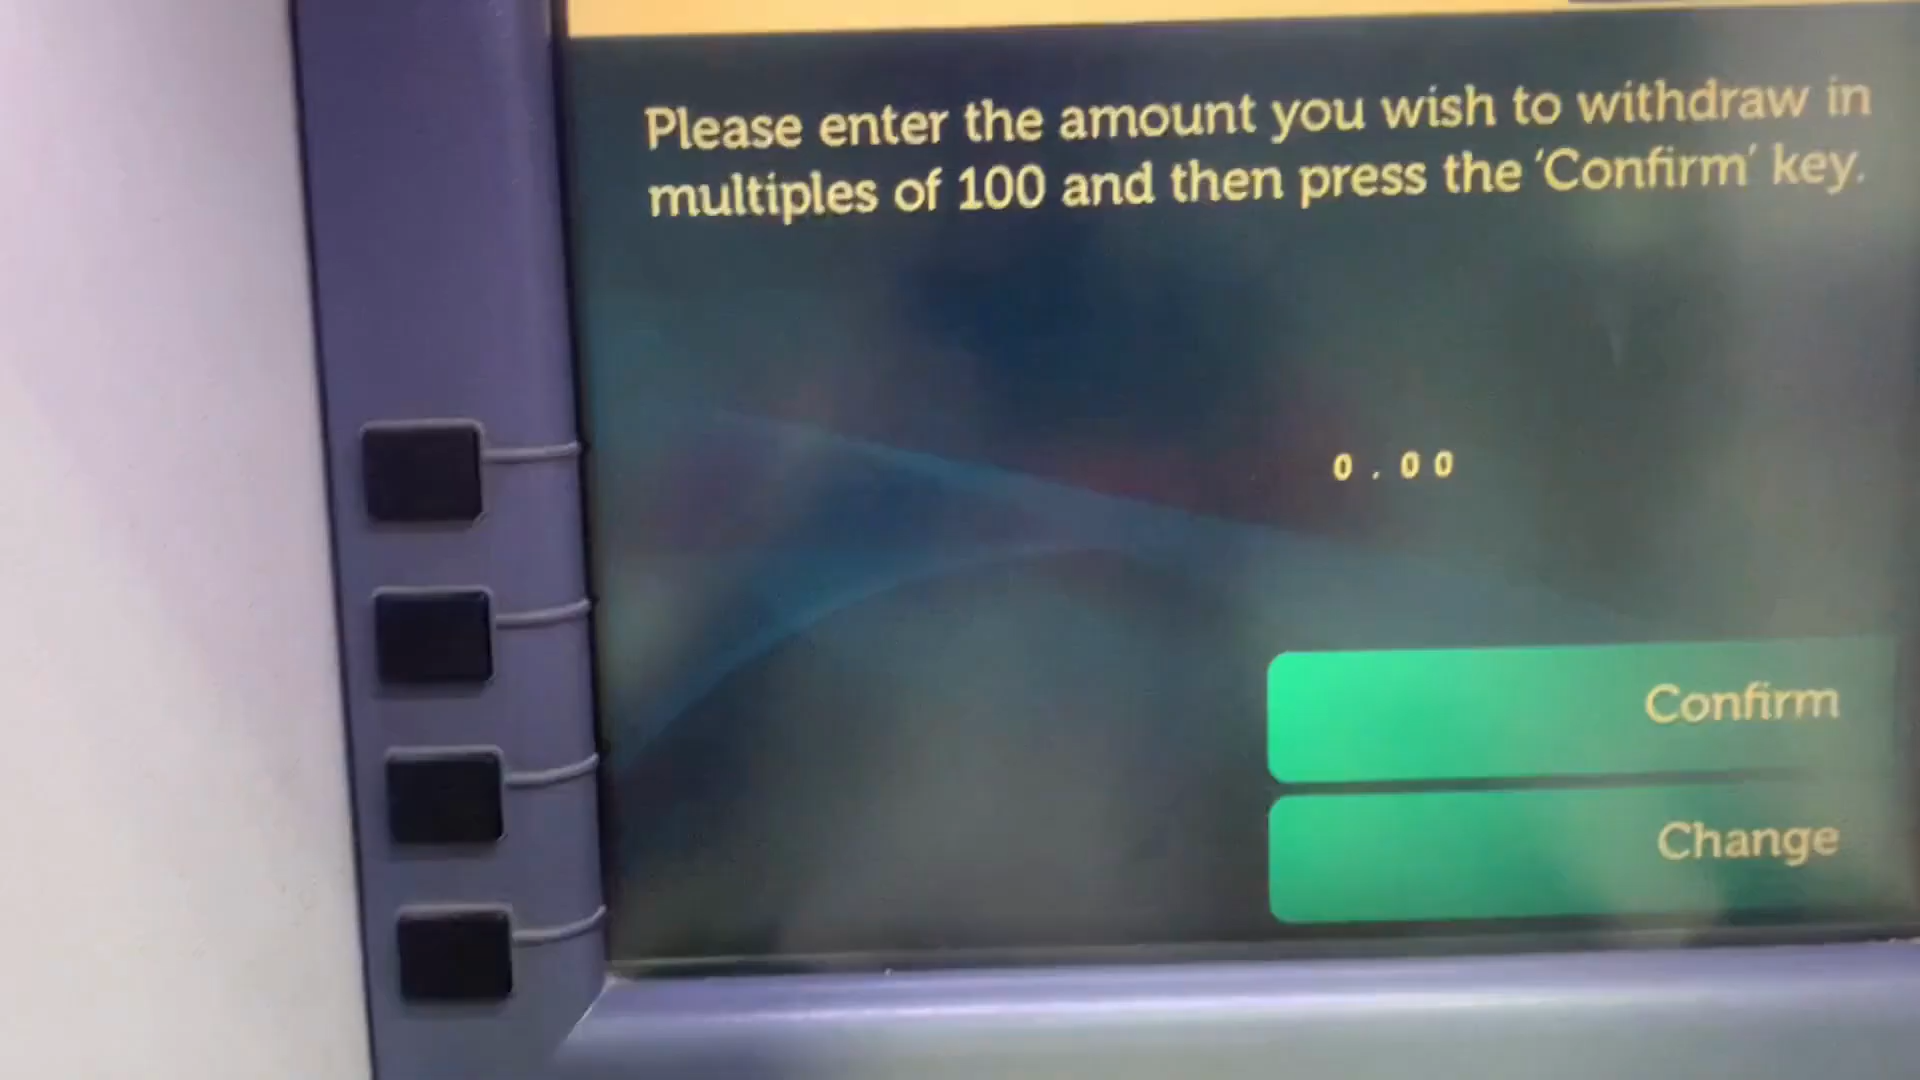 Please enter the amount you wish to withdraw in
multiples of 100 and then press the 'Confirm' key.
0.00
Confirm
Change